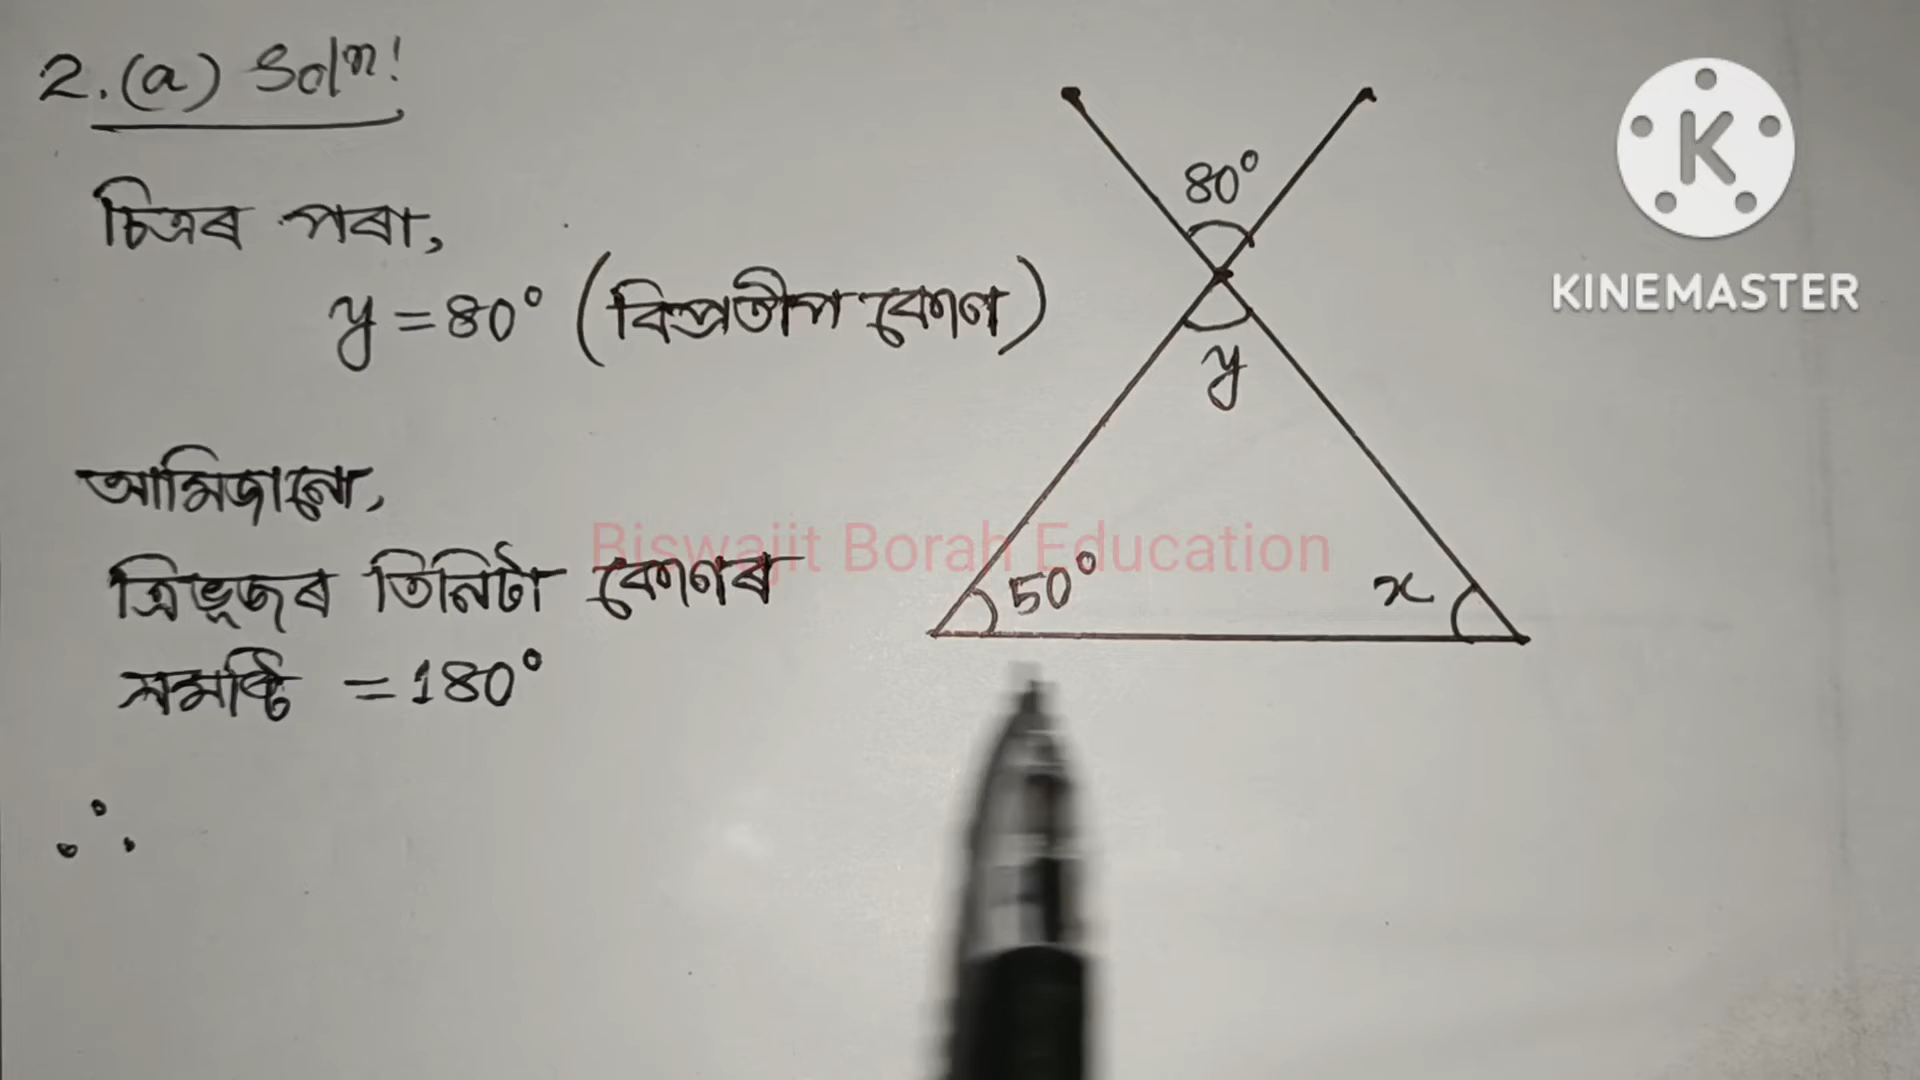 2. (a) Solⁿ!
চিত্ৰৰ পৰা,
y = 80° (বিপ্ৰতীপ কোণ)
আমি জানো,
ত্ৰিভূজৰ তিনিটা কোণৰ
সমষ্টি = 180°
∴
80°
y
50°
x
KINEMASTER
Biswajit Borah Education